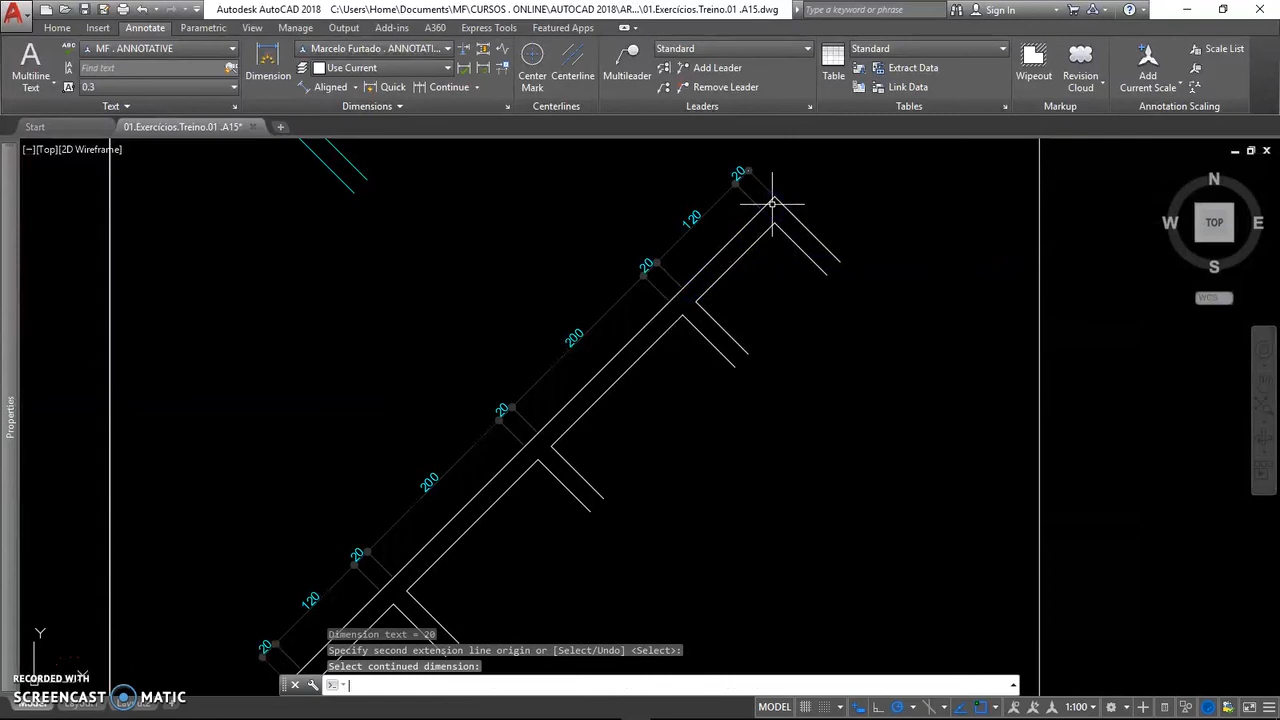 Autodesk AutoCAD 2018 C:\Users\Home\Documents\MF\CURSOS . ONLINE\AUTOCAD 2018\AR...\01.Exercícios.Treino.01 .A15.dwg
Type a keyword or phrase
Sign In
Home Insert Annotate Parametric View Manage Output Add-ins A360 Express Tools Featured Apps
Multiline
Text
ABC
MF . ANNOTATIVE
Find text
0.3
Text
Dimension
Marcelo Furtado . ANNOTATI...
Use Current
Aligned
Quick
Continue
Dimensions
Center
Mark
Centerline
Centerlines
Multileader
Standard
Add Leader
Remove Leader
Leaders
Table
Standard
Extract Data
Link Data
Tables
Wipeout
Revision
Cloud
Markup
Add
Current Scale
Scale List
Annotation Scaling
Start
01.Exercícios.Treino.01 .A15*
[−][Top][2D Wireframe]
N
W
TOP
E
S
WCS
20
120
20
200
20
200
20
120
20
Properties
Y
Dimension text = 20
Specify second extension line origin or [Select/Undo] <Select>:
Select continued dimension:
RECORDED WITH
SCREENCAST MATIC
Model
MODEL
1:100